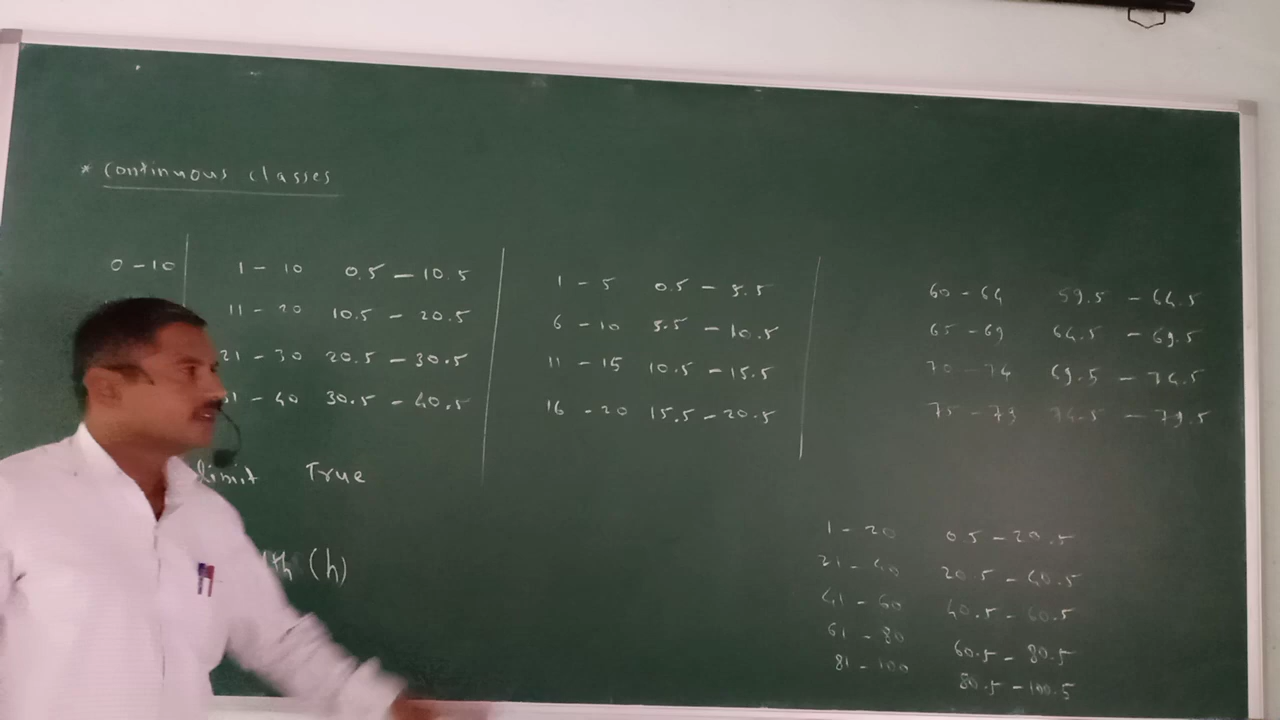 * Continuous classes
0 - 10
1 - 10 0.5 - 10.5
11 - 20 10.5 - 20.5
21 - 30 20.5 - 30.5
31 - 40 30.5 - 40.5
limit True
(h)
1 - 5 0.5 - 5.5
6 - 10 5.5 - 10.5
11 - 15 10.5 - 15.5
16 - 20 15.5 - 20.5
60 - 64 59.5 - 64.5
65 - 69 64.5 - 69.5
70 - 74 69.5 - 74.5
75 - 79 74.5 - 79.5
1 - 20 0.5 - 20.5
21 - 40 20.5 - 40.5
41 - 60 40.5 - 60.5
61 - 80 60.5 - 80.5
81 - 100 80.5 - 100.5